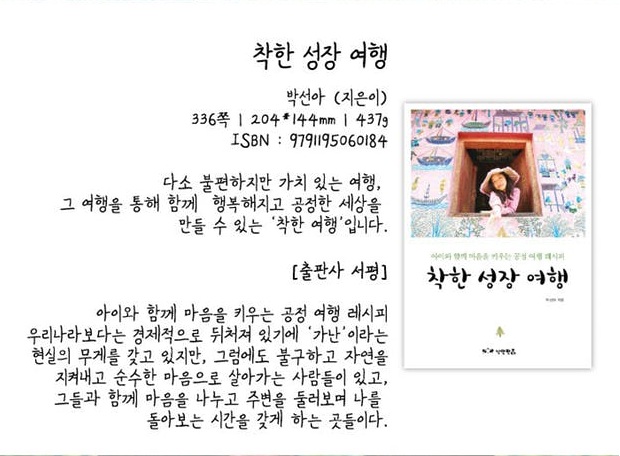 착한 성장 여행
박선아 (지은이)
336쪽 | 204*144mm | 437g
ISBN : 9791195060184
다소 불편하지만 가치 있는 여행,
그 여행을 통해 함께 행복해지고 공정한 세상을
만들 수 있는 '착한 여행'입니다.
[출판사 서평]
아이와 함께 마음을 키우는 공정 여행 레시피
우리나라보다는 경제적으로 뒤처져 있기에 '가난'이라는
현실의 무게를 갖고 있지만, 그럼에도 불구하고 자연을
지켜내고 순수한 마음으로 살아가는 사람들이 있고,
그들과 함께 마음을 나누고 주변을 둘러보며 나를
돌아보는 시간을 갖게 하는 곳들이다.
아이와 함께 마음을 키우는 공정 여행 레시피
착한 성장 여행
박선아 지음